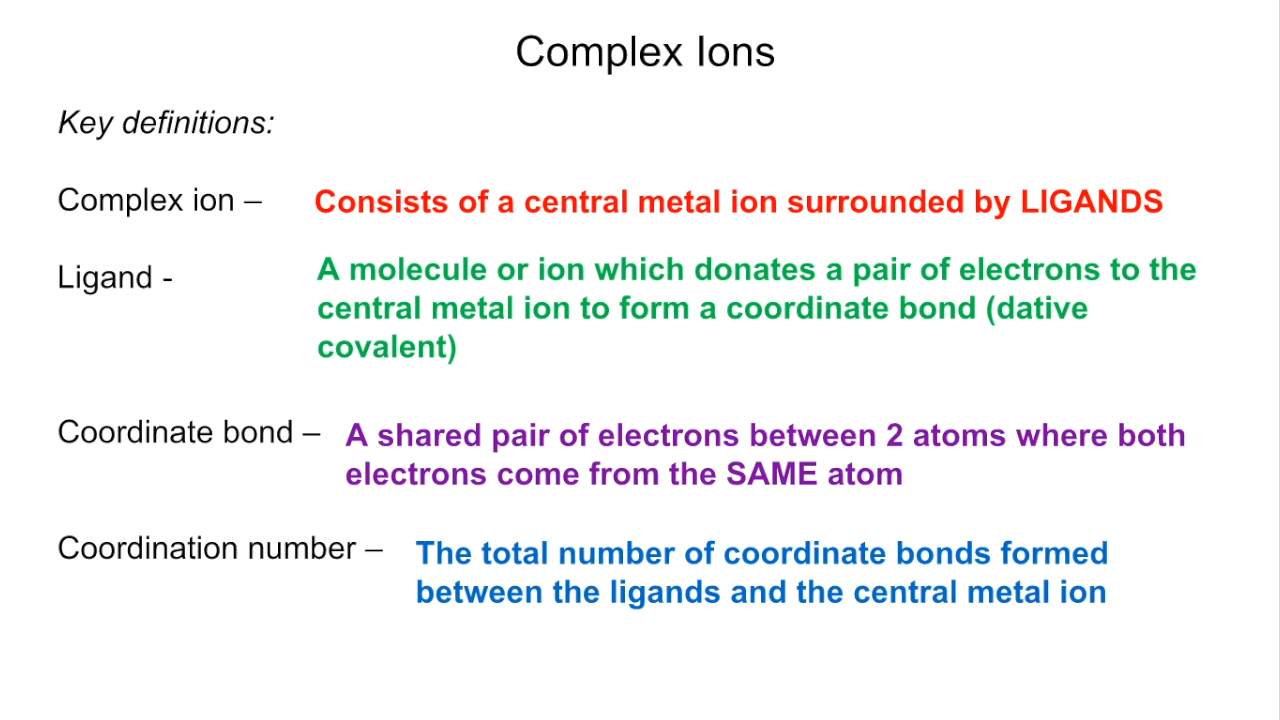 Complex Ions
Key definitions:
Complex ion – Consists of a central metal ion surrounded by LIGANDS
Ligand - A molecule or ion which donates a pair of electrons to the
central metal ion to form a coordinate bond (dative
covalent)
Coordinate bond – A shared pair of electrons between 2 atoms where both
electrons come from the SAME atom
Coordination number – The total number of coordinate bonds formed
between the ligands and the central metal ion